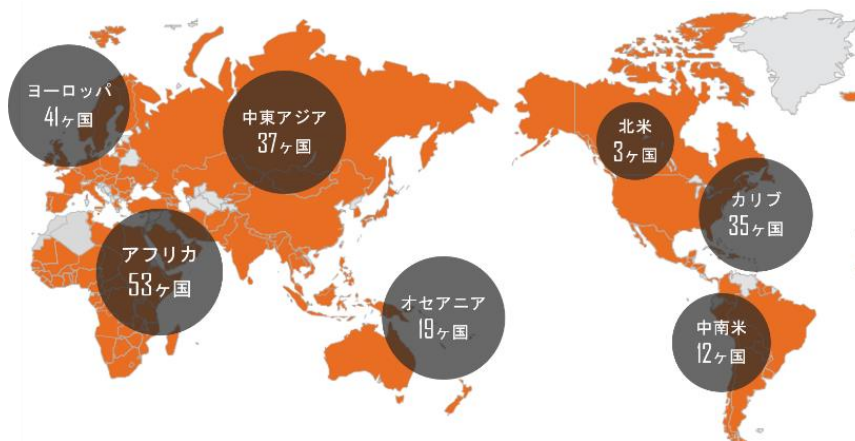 ヨーロッパ
41ヶ国
中東アジア
37ヶ国
北米
3ヶ国
カリブ
35ヶ国
アフリカ
53ヶ国
オセアニア
19ヶ国
中南米
12ヶ国